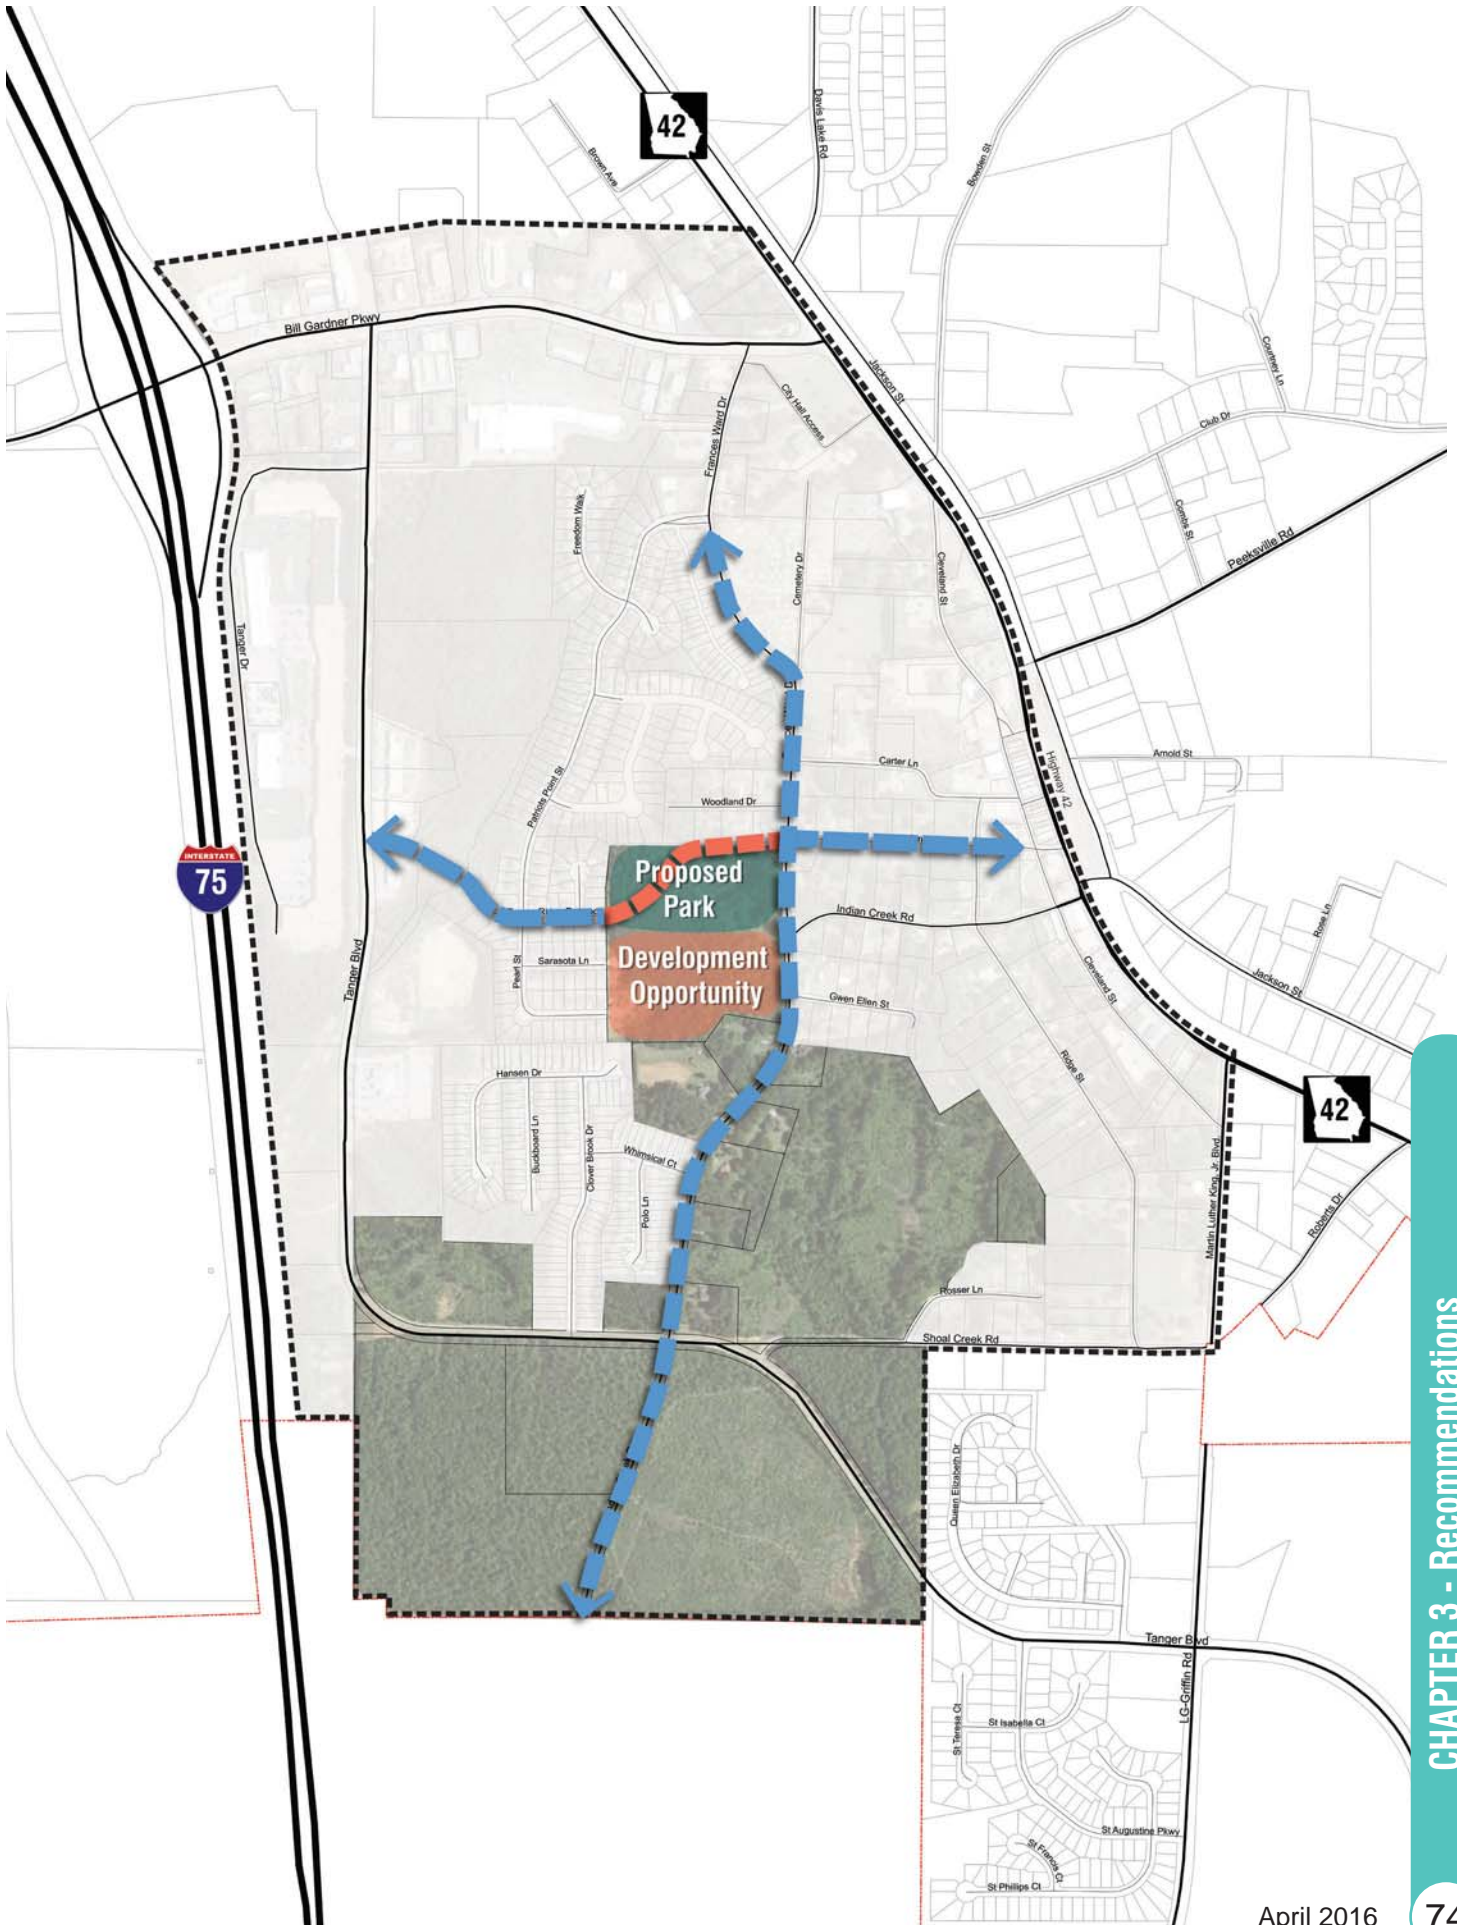 42
Davis Lake Rd
Bowden St
Brown Ave
Bill Gardner Pkwy
Jackson St
Courtney Ln
City Hall Access
Frances Ward Dr
Club Dr
Combs St
Freedom Walk
Peeksville Rd
Cemetery Dr
Cleveland St
Tanger Dr
Arnold St
Carter Ln
Highway 42
Patriots Point St
Woodland Dr
INTERSTATE
75
Proposed
Park
Indian Creek Rd
Rose Ln
Development
Opportunity
Sarasota Ln
Pearl St
Tanger Blvd
Cleveland St
Jackson St
Gwen Ellen St
Ridge St
Hansen Dr
42
Buckboard Ln
Clover Brook Dr
Whimsical Ct
Polo Ln
Martin Luther King, Jr. Blvd
Roberts Dr
Rosser Ln
Shoal Creek Rd
Queen Elizabeth Dr
CHAPTER 3 - Recommendations
Tanger Blvd
LG-Griffin Rd
St Teresa Ct
St Isabella Ct
St Augustine Pkwy
St Francis Ct
St Phillips Ct
April 2016
74